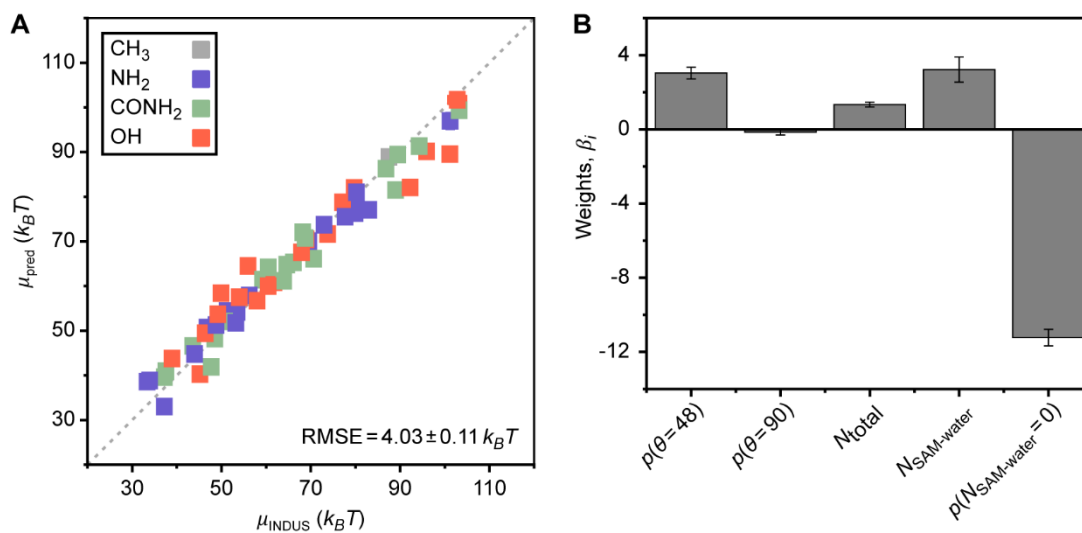 A
CH₃
NH₂
CONH₂
OH
110
90
70
50
30
μpred (kBT)
RMSE = 4.03 ± 0.11 kBT
30 50 70 90 110
μINDUS (kBT)
B
4
0
-4
-8
-12
Weights, βi
p(θ = 48)
p(θ = 90)
Ntotal
NSAM-water
p(NSAM-water = 0)